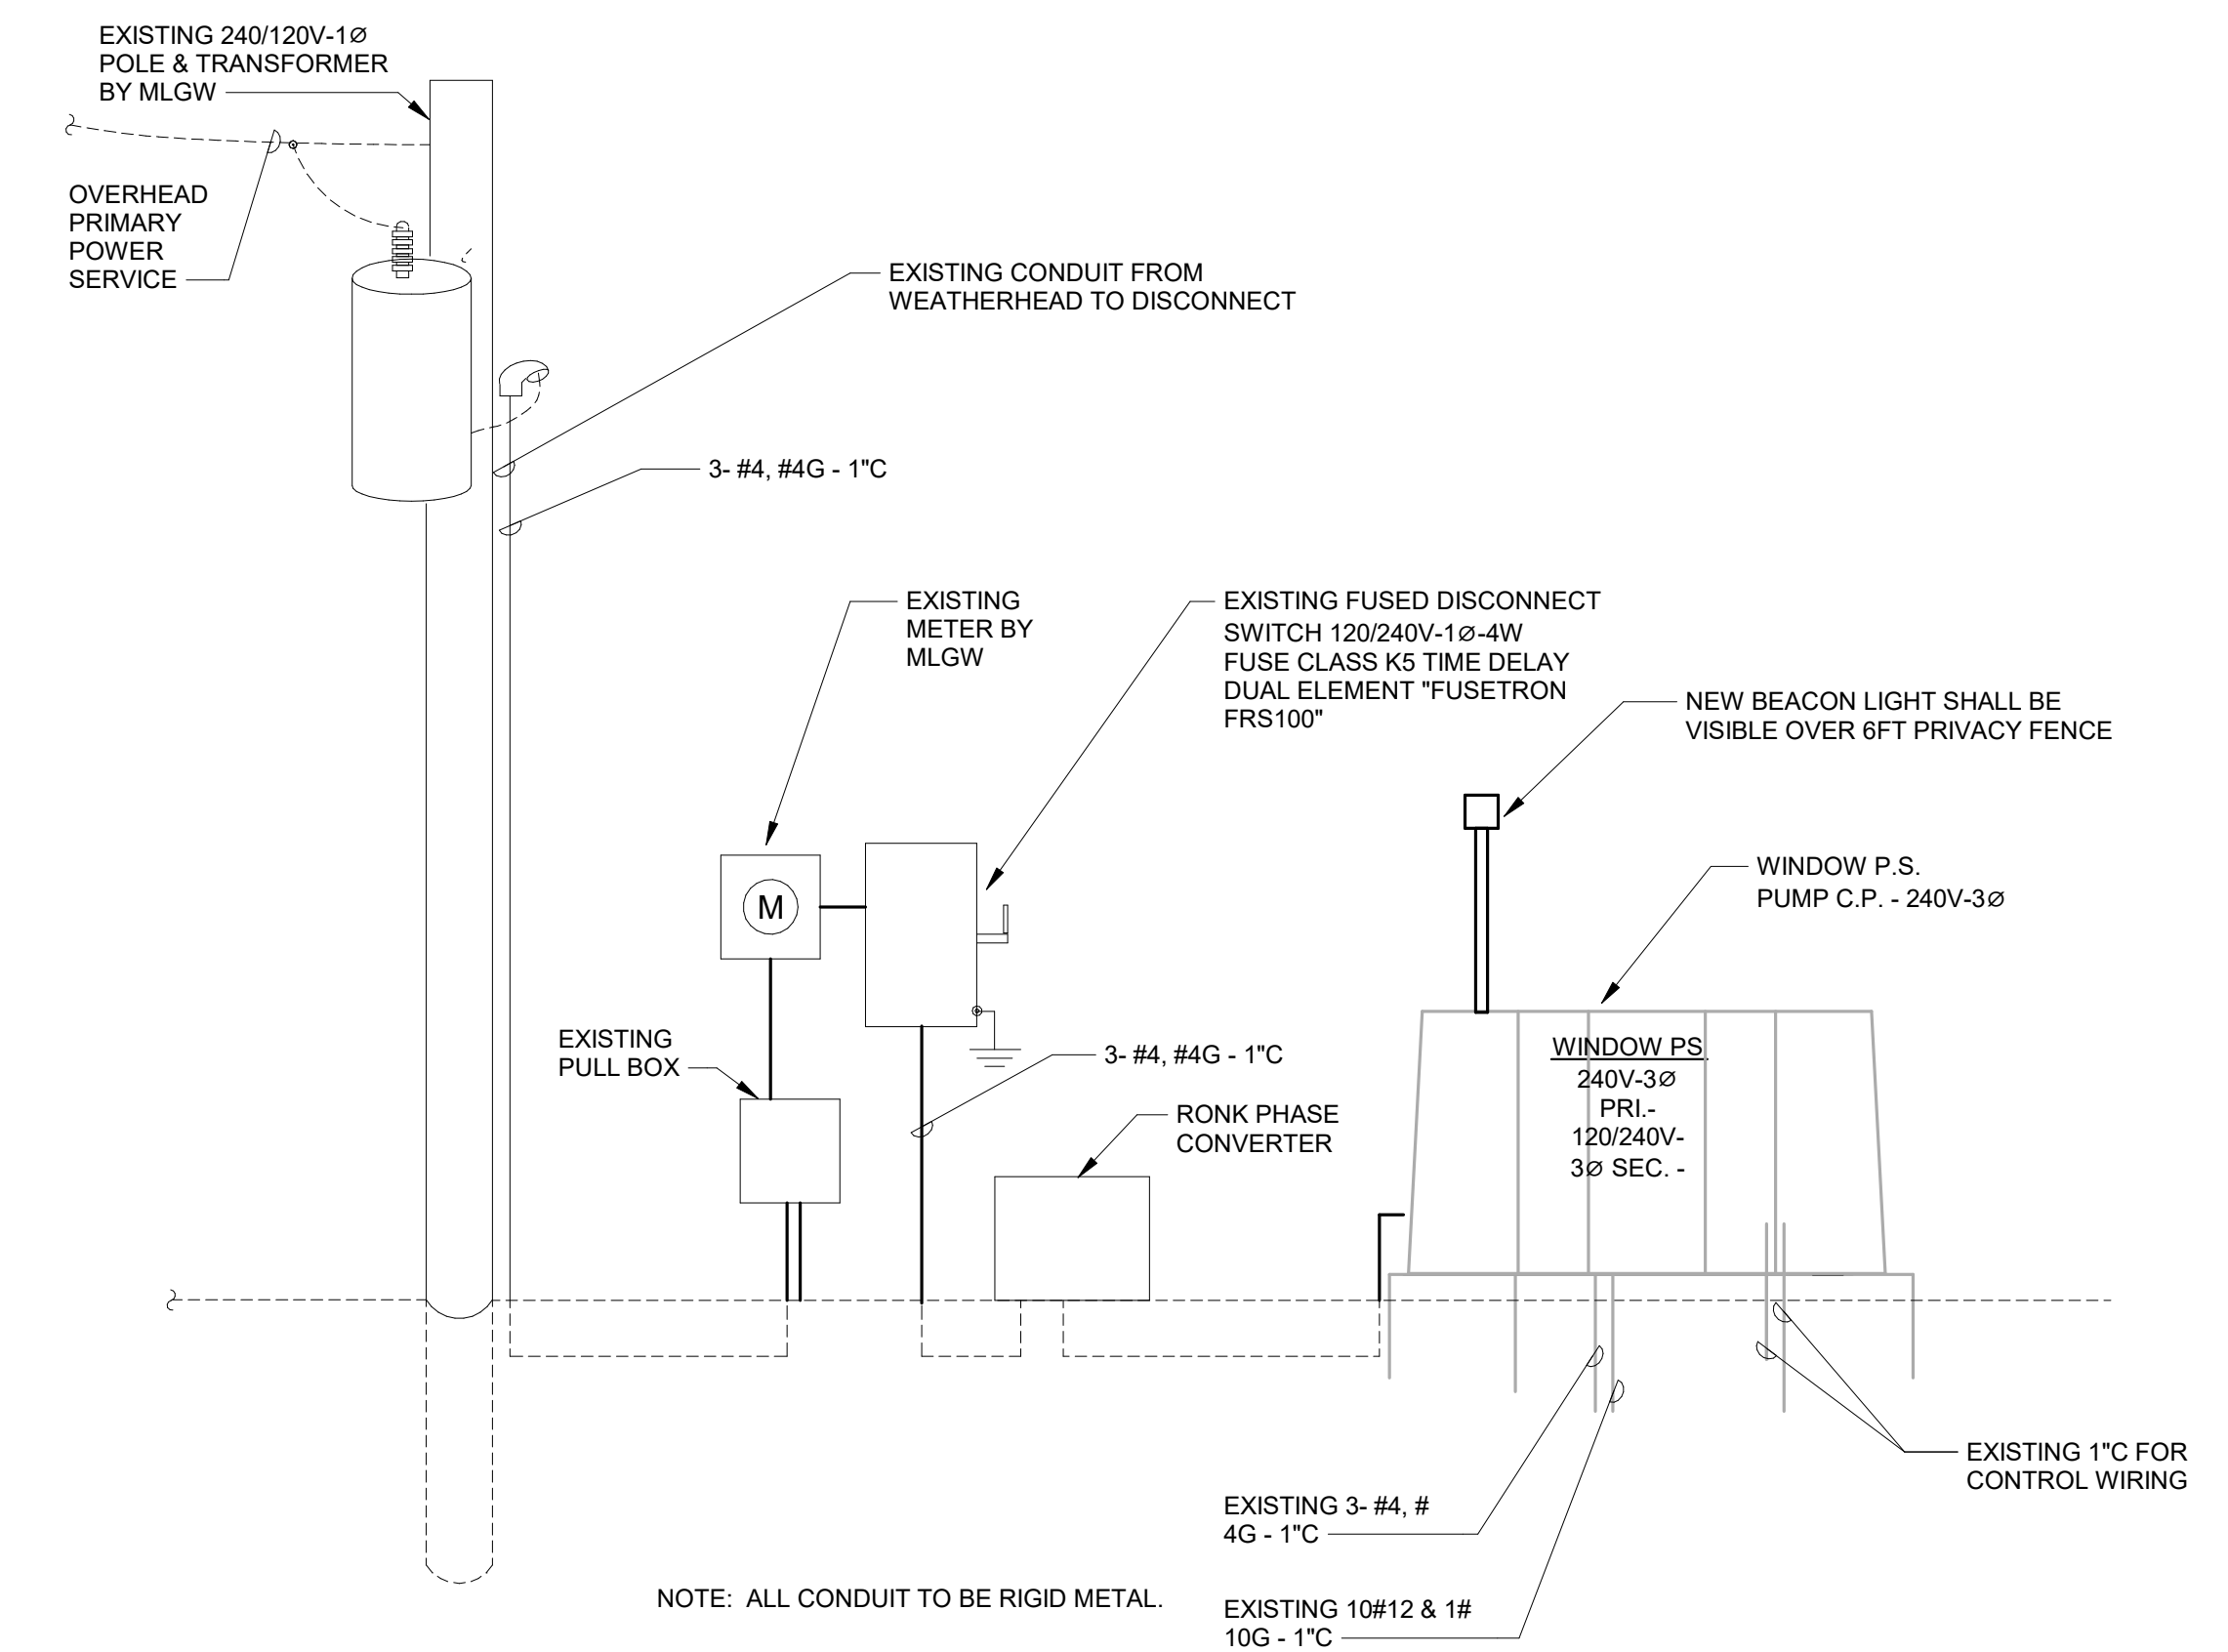 EXISTING 240/120V-1Ø
POLE & TRANSFORMER
BY MLGW
OVERHEAD
PRIMARY
POWER
SERVICE
EXISTING CONDUIT FROM
WEATHERHEAD TO DISCONNECT
3- #4, #4G - 1"C
EXISTING
METER BY
MLGW
EXISTING FUSED DISCONNECT
SWITCH 120/240V-1Ø-4W
FUSE CLASS K5 TIME DELAY
DUAL ELEMENT "FUSETRON
FRS100"
NEW BEACON LIGHT SHALL BE
VISIBLE OVER 6FT PRIVACY FENCE
WINDOW P.S.
PUMP C.P. - 240V-3Ø
M
EXISTING
PULL BOX
3- #4, #4G - 1"C
RONK PHASE
CONVERTER
WINDOW PS
240V-3Ø
PRI.-
120/240V-
3Ø SEC. -
EXISTING 1"C FOR
CONTROL WIRING
EXISTING 3- #4, #
4G - 1"C
NOTE: ALL CONDUIT TO BE RIGID METAL.
EXISTING 10#12 & 1#
10G - 1"C